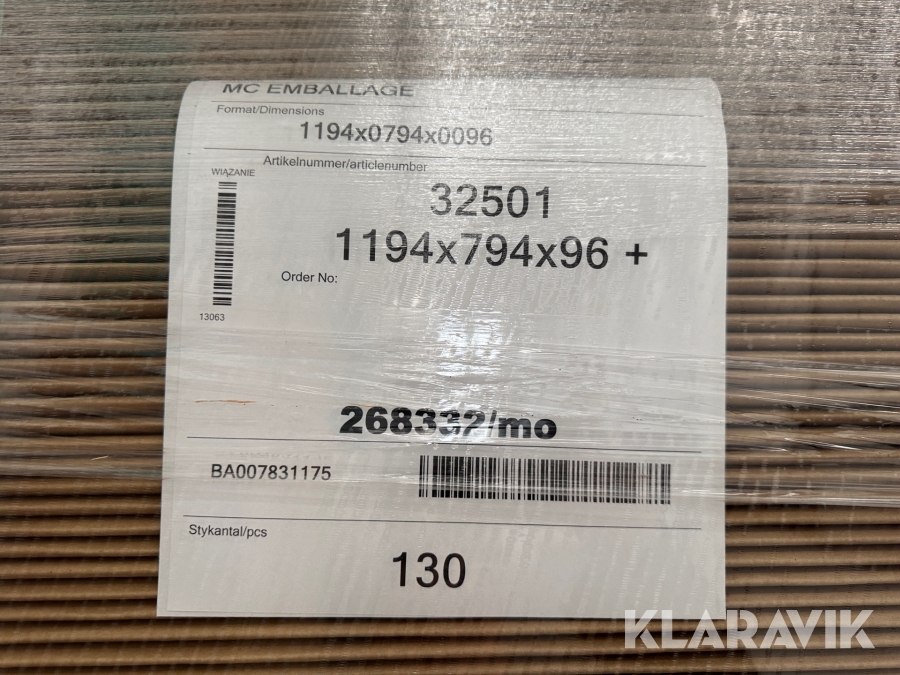 MC EMBALLAGE
Format/Dimensions
1194x0794x0096
Artikelnummer/articlenumber
WIĄZANIE
32501
1194x794x96 +
Order No:
13063
268332/mo
BA007831175
Stykantal/pcs
130
KLARAVIK